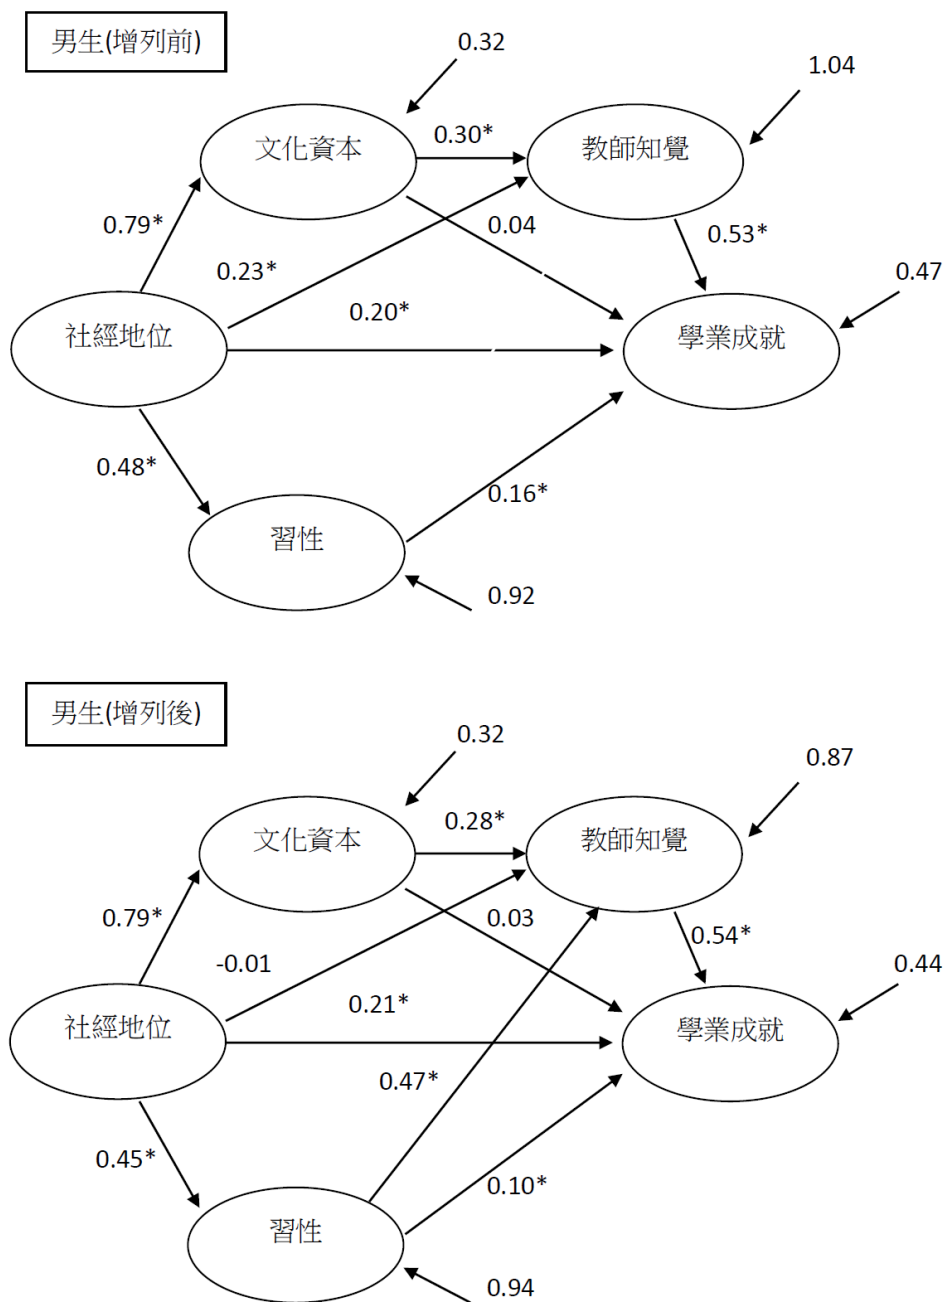 男生(增列前)
0.32
1.04
文化資本
0.30*
教師知覺
0.79*
0.04
0.53*
0.23*
0.47
0.20*
社經地位
學業成就
0.48*
0.16*
習性
0.92
男生(增列後)
0.32
0.87
文化資本
0.28*
教師知覺
0.79*
0.03
0.54*
-0.01
0.44
0.21*
社經地位
學業成就
0.47*
0.45*
0.10*
習性
0.94